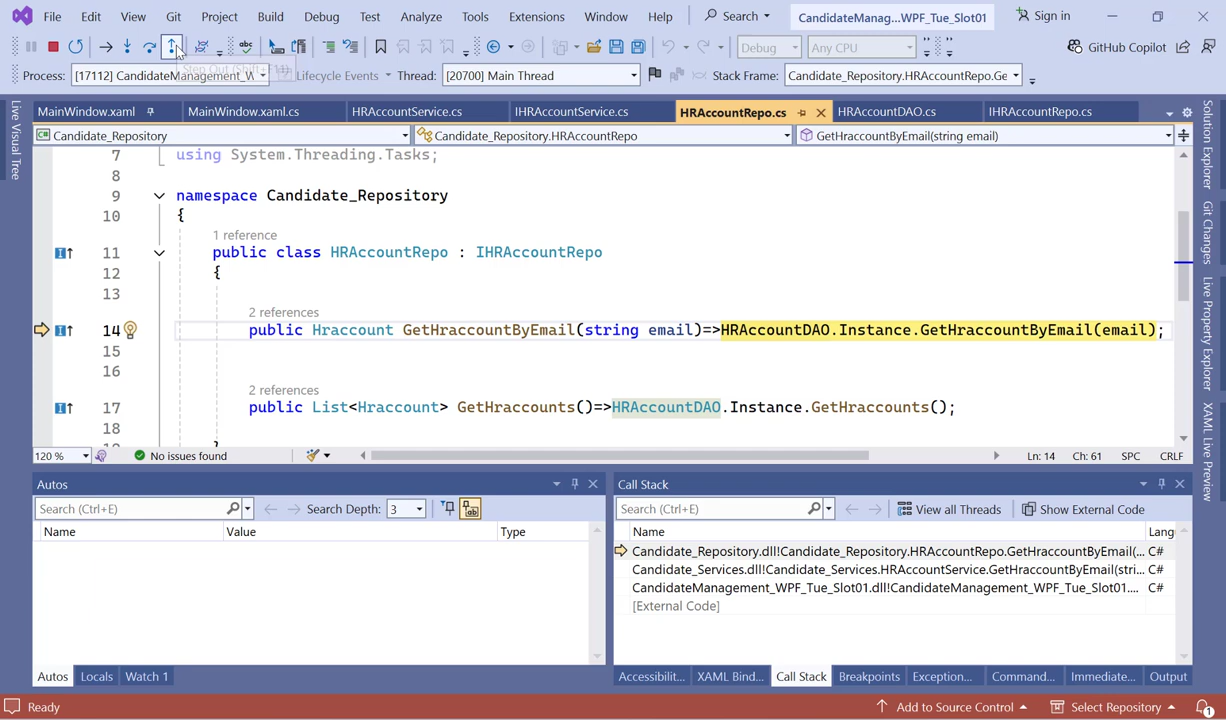 File Edit View Git Project Build Debug Test Analyze Tools Extensions Window Help Search CandidateManag...WPF_Tue_Slot01 Sign in
Debug Any CPU GitHub Copilot
Step Out (Shift+F11)
Process: [17112] CandidateManagement_W Lifecycle Events Thread: [20700] Main Thread Stack Frame: Candidate_Repository.HRAccountRepo.Ge
MainWindow.xaml MainWindow.xaml.cs HRAccountService.cs IHRAccountService.cs HRAccountRepo.cs HRAccountDAO.cs IHRAccountRepo.cs
Candidate_Repository Candidate_Repository.HRAccountRepo GetHraccountByEmail(string email)
7 using System.Threading.Tasks;
8
9 namespace Candidate_Repository
10 {
1 reference
11 public class HRAccountRepo : IHRAccountRepo
12 {
13
2 references
14 public Hraccount GetHraccountByEmail(string email)=>HRAccountDAO.Instance.GetHraccountByEmail(email);
15
16
2 references
17 public List<Hraccount> GetHraccounts()=>HRAccountDAO.Instance.GetHraccounts();
18
120 % No issues found Ln: 14 Ch: 61 SPC CRLF
Autos
Search (Ctrl+E) Search Depth: 3
Name Value Type
Autos Locals Watch 1
Call Stack
Search (Ctrl+E) View all Threads Show External Code
Name Lang
Candidate_Repository.dll!Candidate_Repository.HRAccountRepo.GetHraccountByEmail(... C#
Candidate_Services.dll!Candidate_Services.HRAccountService.GetHraccountByEmail(stri... C#
CandidateManagement_WPF_Tue_Slot01.dll!CandidateManagement_WPF_Tue_Slot01.... C#
[External Code]
Accessibilit... XAML Bind... Call Stack Breakpoints Exception... Command... Immediate... Output
Ready Add to Source Control Select Repository 1
Live Visual Tree
Solution Explorer
Git Changes
Live Property Explorer
XAML Live Preview